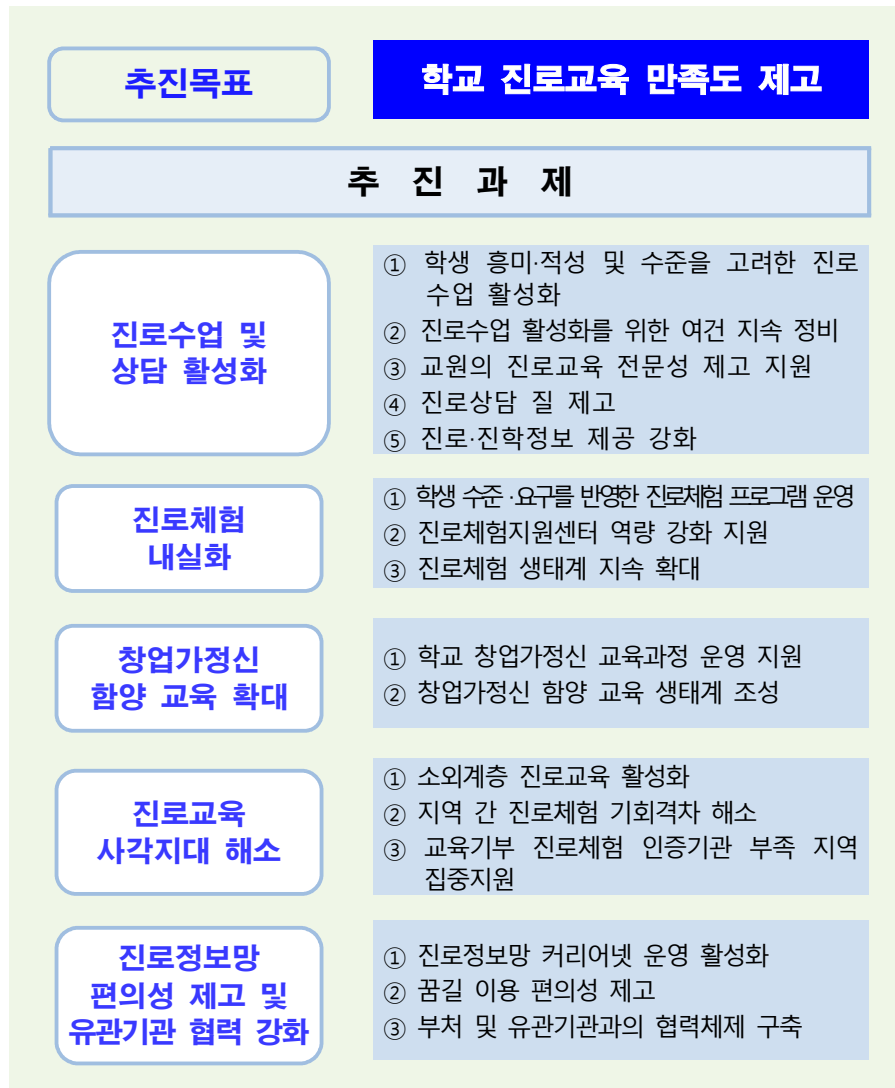 추진목표
학교 진로교육 만족도 제고
추 진 과 제
진로수업 및
상담 활성화
① 학생 흥미·적성 및 수준을 고려한 진로
수업 활성화
② 진로수업 활성화를 위한 여건 지속 정비
③ 교원의 진로교육 전문성 제고 지원
④ 진로상담 질 제고
⑤ 진로·진학정보 제공 강화
진로체험
내실화
① 학생 수준·요구를 반영한 진로체험 프로그램 운영
② 진로체험지원센터 역량 강화 지원
③ 진로체험 생태계 지속 확대
창업가정신
함양 교육 확대
① 학교 창업가정신 교육과정 운영 지원
② 창업가정신 함양 교육 생태계 조성
진로교육
사각지대 해소
① 소외계층 진로교육 활성화
② 지역 간 진로체험 기회격차 해소
③ 교육기부 진로체험 인증기관 부족 지역
집중지원
진로정보망
편의성 제고 및
유관기관 협력 강화
① 진로정보망 커리어넷 운영 활성화
② 꿈길 이용 편의성 제고
③ 부처 및 유관기관과의 협력체제 구축